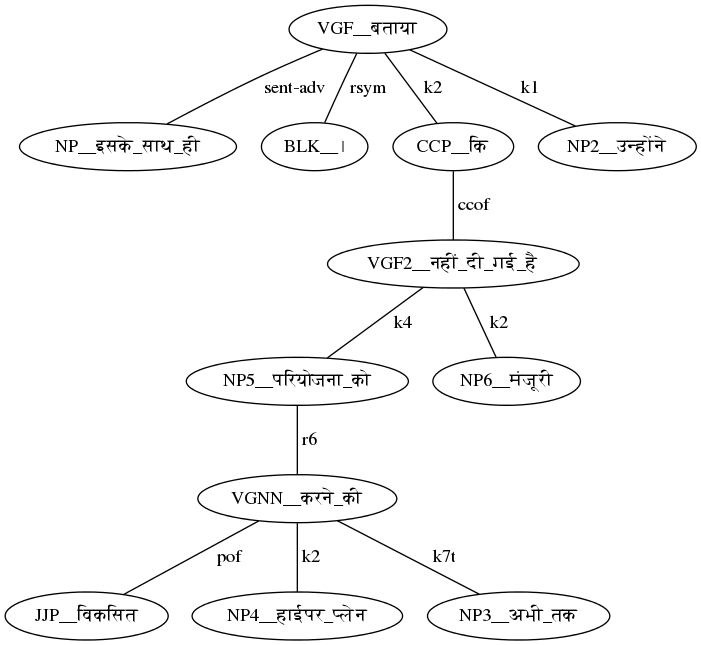 VGF__बताया
sent-adv rsym k2 k1
NP__इसके_साथ_ही BLK__। CCP__कि NP2__उन्होंने
ccof
VGF2__नहीं_दी_गई_है
k4 k2
NP5__परियोजना_को NP6__मंजूरी
r6
VGNN__करने_की
pof k2 k7t
JJP__विकसित NP4__हाईपर_प्लेन NP3__अभी_तक